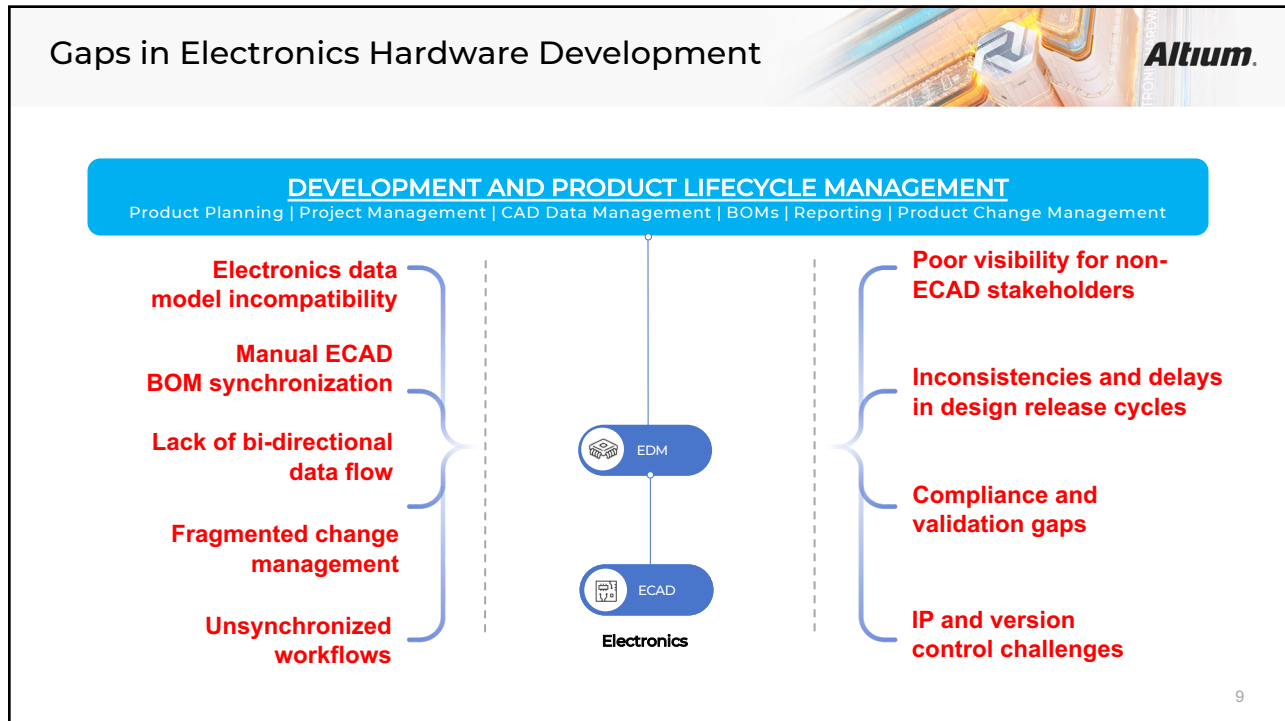 Gaps in Electronics Hardware Development
Altıum.
DEVELOPMENT AND PRODUCT LIFECYCLE MANAGEMENT
Product Planning | Project Management | CAD Data Management | BOMs | Reporting | Product Change Management
Electronics data
model incompatibility
Manual ECAD
BOM synchronization
Lack of bi-directional
data flow
Fragmented change
management
Unsynchronized
workflows
EDM
ECAD
Electronics
Poor visibility for non-
ECAD stakeholders
Inconsistencies and delays
in design release cycles
Compliance and
validation gaps
IP and version
control challenges
9